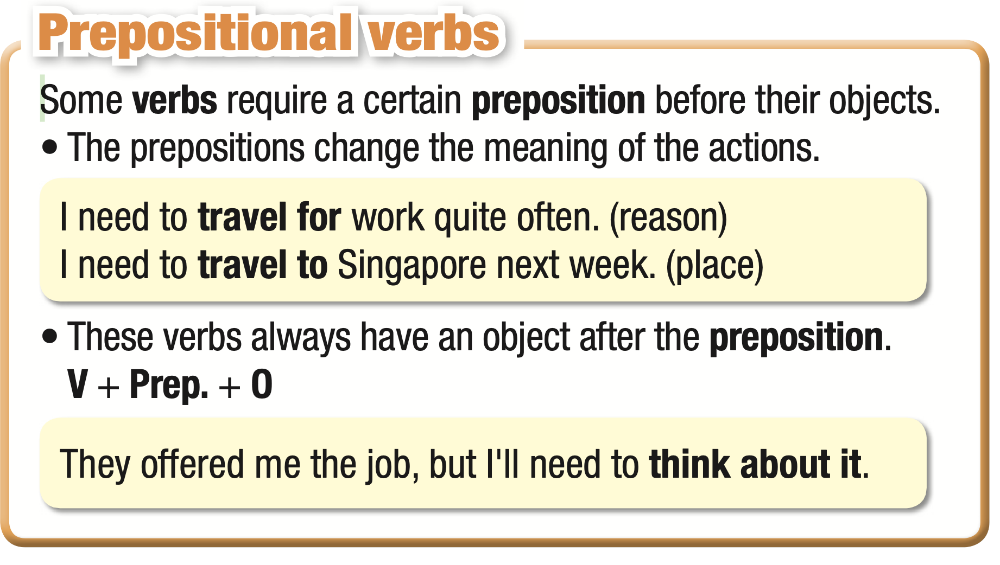 Prepositional verbs
Some verbs require a certain preposition before their objects.
• The prepositions change the meaning of the actions.
I need to travel for work quite often. (reason)
I need to travel to Singapore next week. (place)
• These verbs always have an object after the preposition.
V + Prep. + O
They offered me the job, but I'll need to think about it.